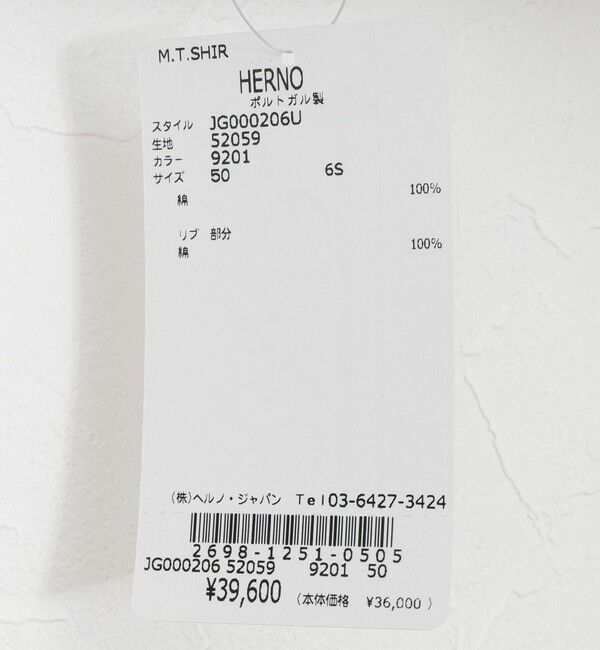 M.T.SHIR
HERNO
ポルトガル製
スタイル JG000206U
生地 52059
カラー 9201
サイズ 50 6S
綿 100%
リブ 部分
綿 100%
(株)ヘルノ・ジャパン Tel03-6427-3424
2698-1251-0505
JG000206 52059 9201 50
¥39,600 (本体価格 ¥36,000)